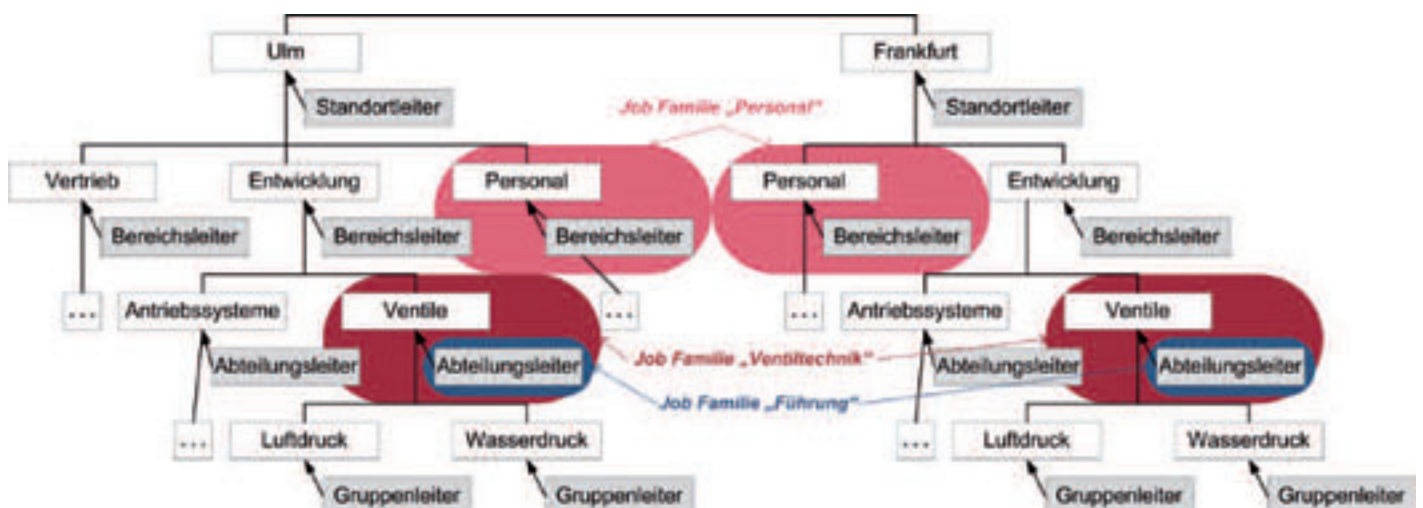 Ulm
Frankfurt
Standortleiter
Job Familie „Personal“
Standortleiter
Vertrieb
Entwicklung
Personal
Personal
Entwicklung
Bereichsleiter
Bereichsleiter
Bereichsleiter
Bereichsleiter
Bereichsleiter
...
Antriebssysteme
Ventile
...
...
Antriebssysteme
Ventile
Abteilungsleiter
Abteilungsleiter
Job Familie „Ventiltechnik“
Abteilungsleiter
Abteilungsleiter
Job Familie „Führung“
...
Luftdruck
Wasserdruck
...
Luftdruck
Wasserdruck
Gruppenleiter
Gruppenleiter
Gruppenleiter
Gruppenleiter